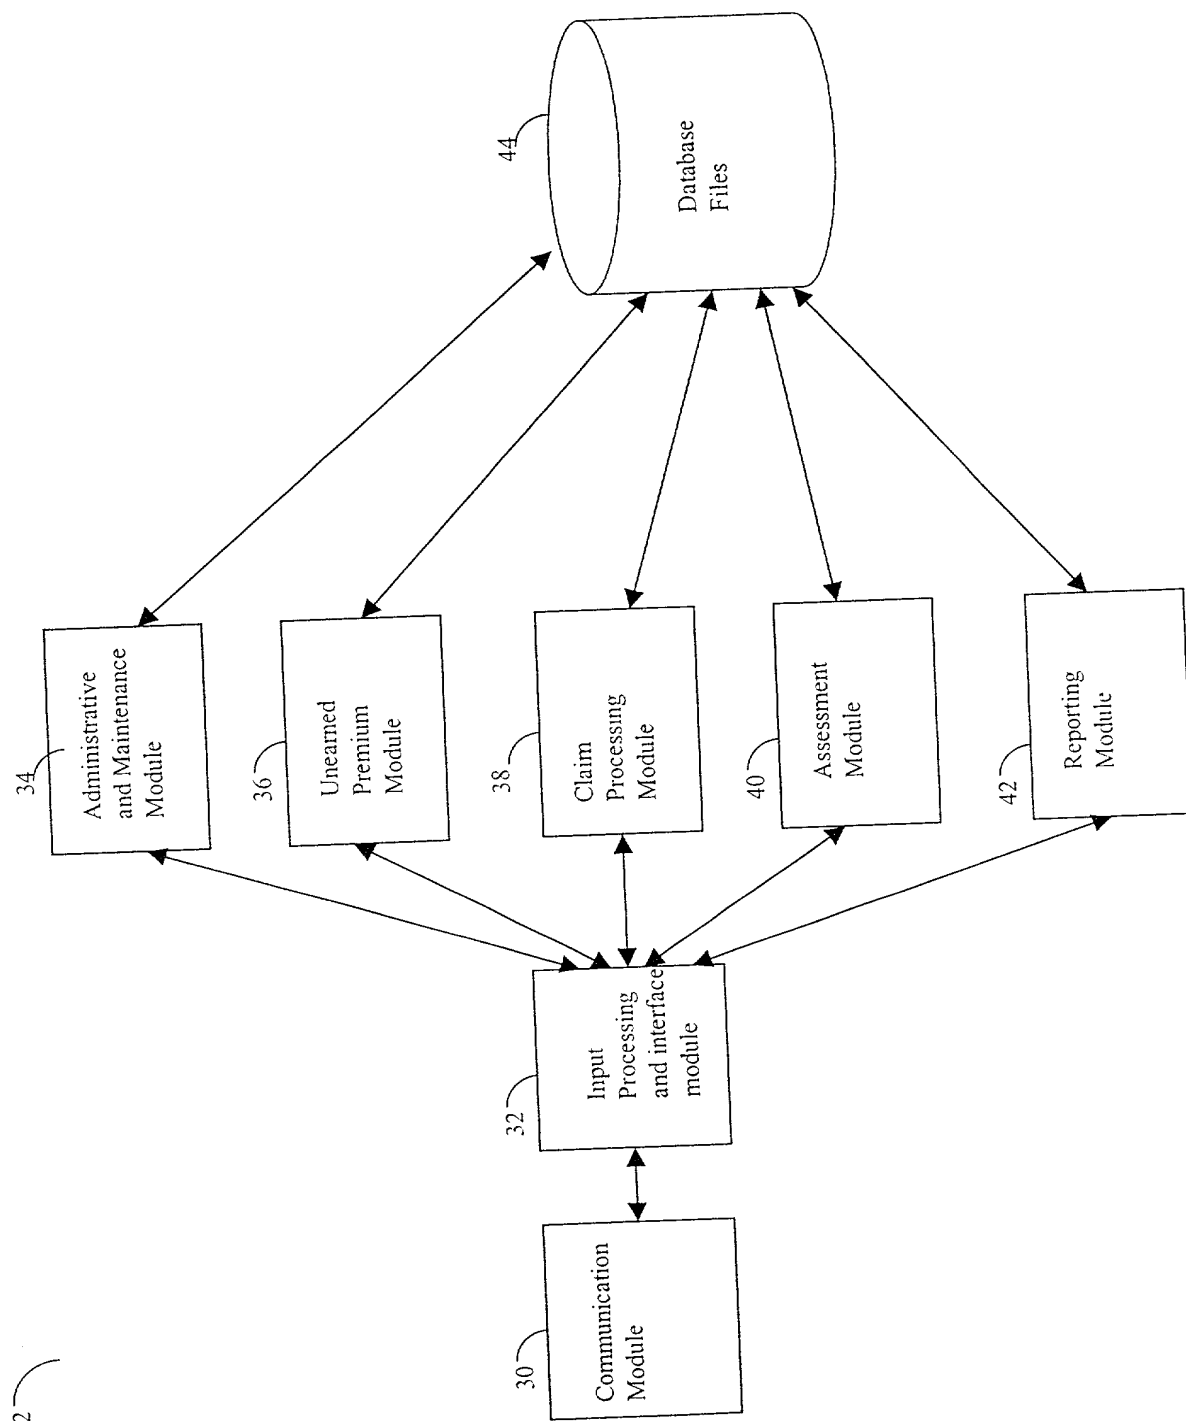 2
30
Communication
Module
32
Input
Processing
and interface
module
34
Administrative
and Maintenance
Module
36
Unearned
Premium
Module
38
Claim
Processing
Module
40
Assessment
Module
42
Reporting
Module
44
Database
Files